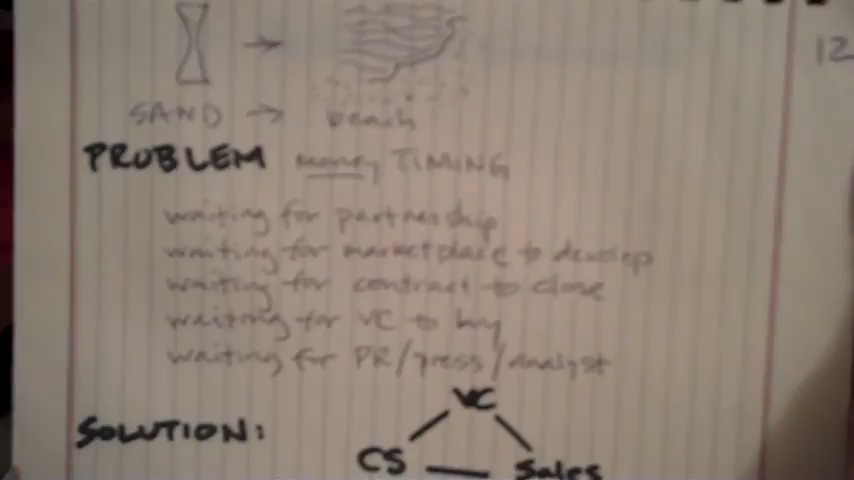 12
SAND → beach
PROBLEM money TIMING
waiting for partnership
waiting for marketplace to develop
waiting for contract to close
waiting for VC to buy
waiting for PR/press/analyst
SOLUTION:
VC
CS — Sales